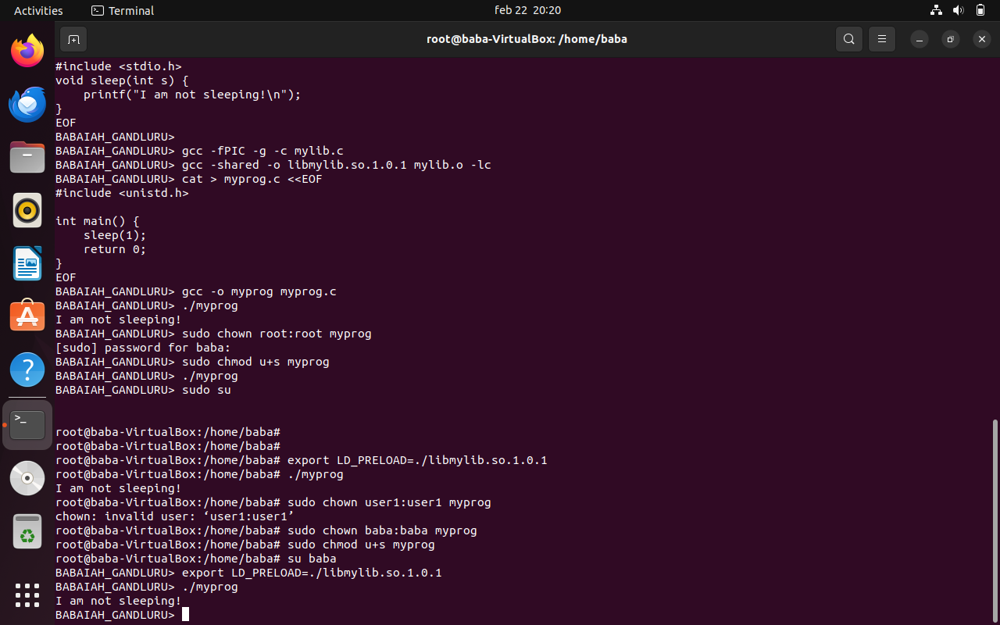 Activities
Terminal
feb 22 20:20
root@baba-VirtualBox: /home/baba
#include <stdio.h>
void sleep(int s) {
    printf("I am not sleeping!\n");
}
EOF
BABAIAH_GANDLURU>
BABAIAH_GANDLURU> gcc -fPIC -g -c mylib.c
BABAIAH_GANDLURU> gcc -shared -o libmylib.so.1.0.1 mylib.o -lc
BABAIAH_GANDLURU> cat > myprog.c <<EOF
#include <unistd.h>

int main() {
    sleep(1);
    return 0;
}
EOF
BABAIAH_GANDLURU> gcc -o myprog myprog.c
BABAIAH_GANDLURU> ./myprog
I am not sleeping!
BABAIAH_GANDLURU> sudo chown root:root myprog
[sudo] password for baba:
BABAIAH_GANDLURU> sudo chmod u+s myprog
BABAIAH_GANDLURU> ./myprog
BABAIAH_GANDLURU> sudo su


root@baba-VirtualBox:/home/baba#
root@baba-VirtualBox:/home/baba#
root@baba-VirtualBox:/home/baba# export LD_PRELOAD=./libmylib.so.1.0.1
root@baba-VirtualBox:/home/baba# ./myprog
I am not sleeping!
root@baba-VirtualBox:/home/baba# sudo chown user1:user1 myprog
chown: invalid user: ‘user1:user1’
root@baba-VirtualBox:/home/baba# sudo chown baba:baba myprog
root@baba-VirtualBox:/home/baba# sudo chmod u+s myprog
root@baba-VirtualBox:/home/baba# su baba
BABAIAH_GANDLURU> export LD_PRELOAD=./libmylib.so.1.0.1
BABAIAH_GANDLURU> ./myprog
I am not sleeping!
BABAIAH_GANDLURU>